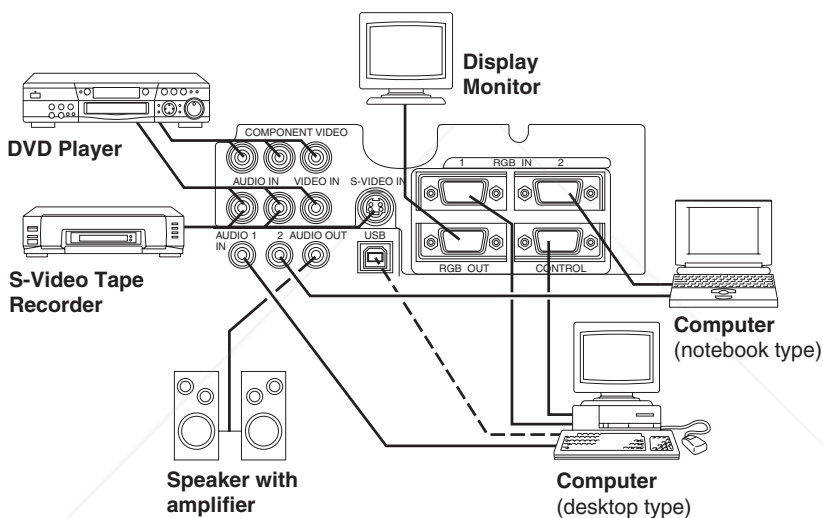 Display
Monitor
DVD Player
COMPONENT VIDEO
1 RGB IN 2
AUDIO IN VIDEO IN S-VIDEO IN
AUDIO 1 2 AUDIO OUT USB
IN
RGB OUT CONTROL
S-Video Tape
Recorder
Computer
(notebook type)
Speaker with
amplifier
Computer
(desktop type)